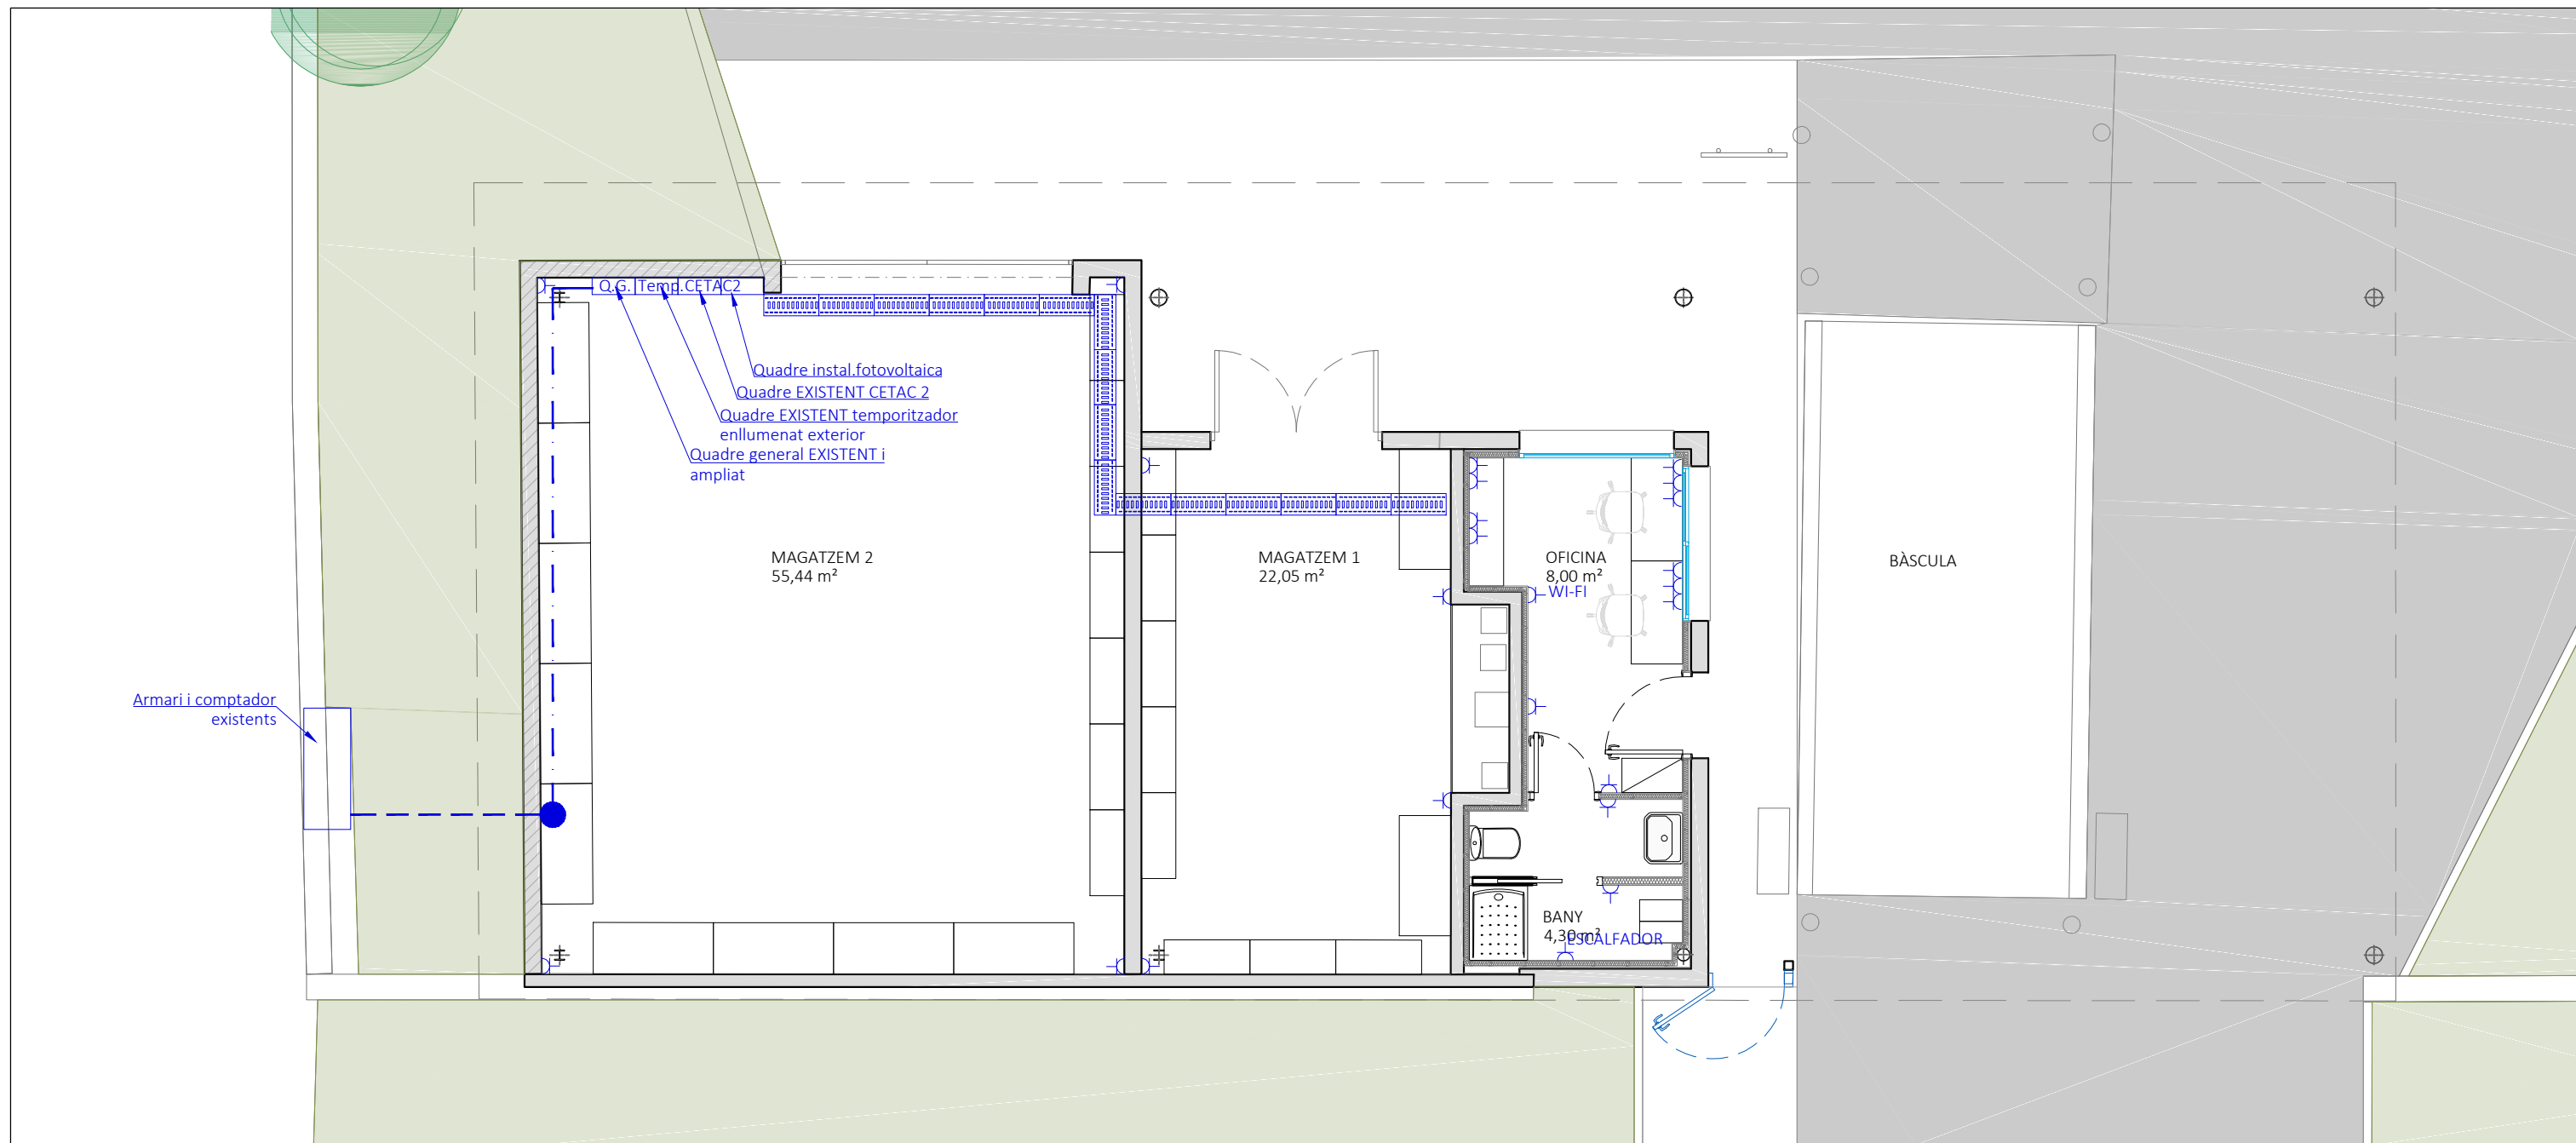 Q.G. Temp. CETAC2
Quadre instal.fotovoltaica
Quadre EXISTENT CETAC 2
Quadre EXISTENT temporitzador
enllumenat exterior
Quadre general EXISTENT i
ampliat
MAGATZEM 2
55,44 m²
MAGATZEM 1
22,05 m²
OFICINA
8,00 m²
WI-FI
BÀSCULA
Armari i comptador
existents
BANY
4,30 m²
ESCALFADOR